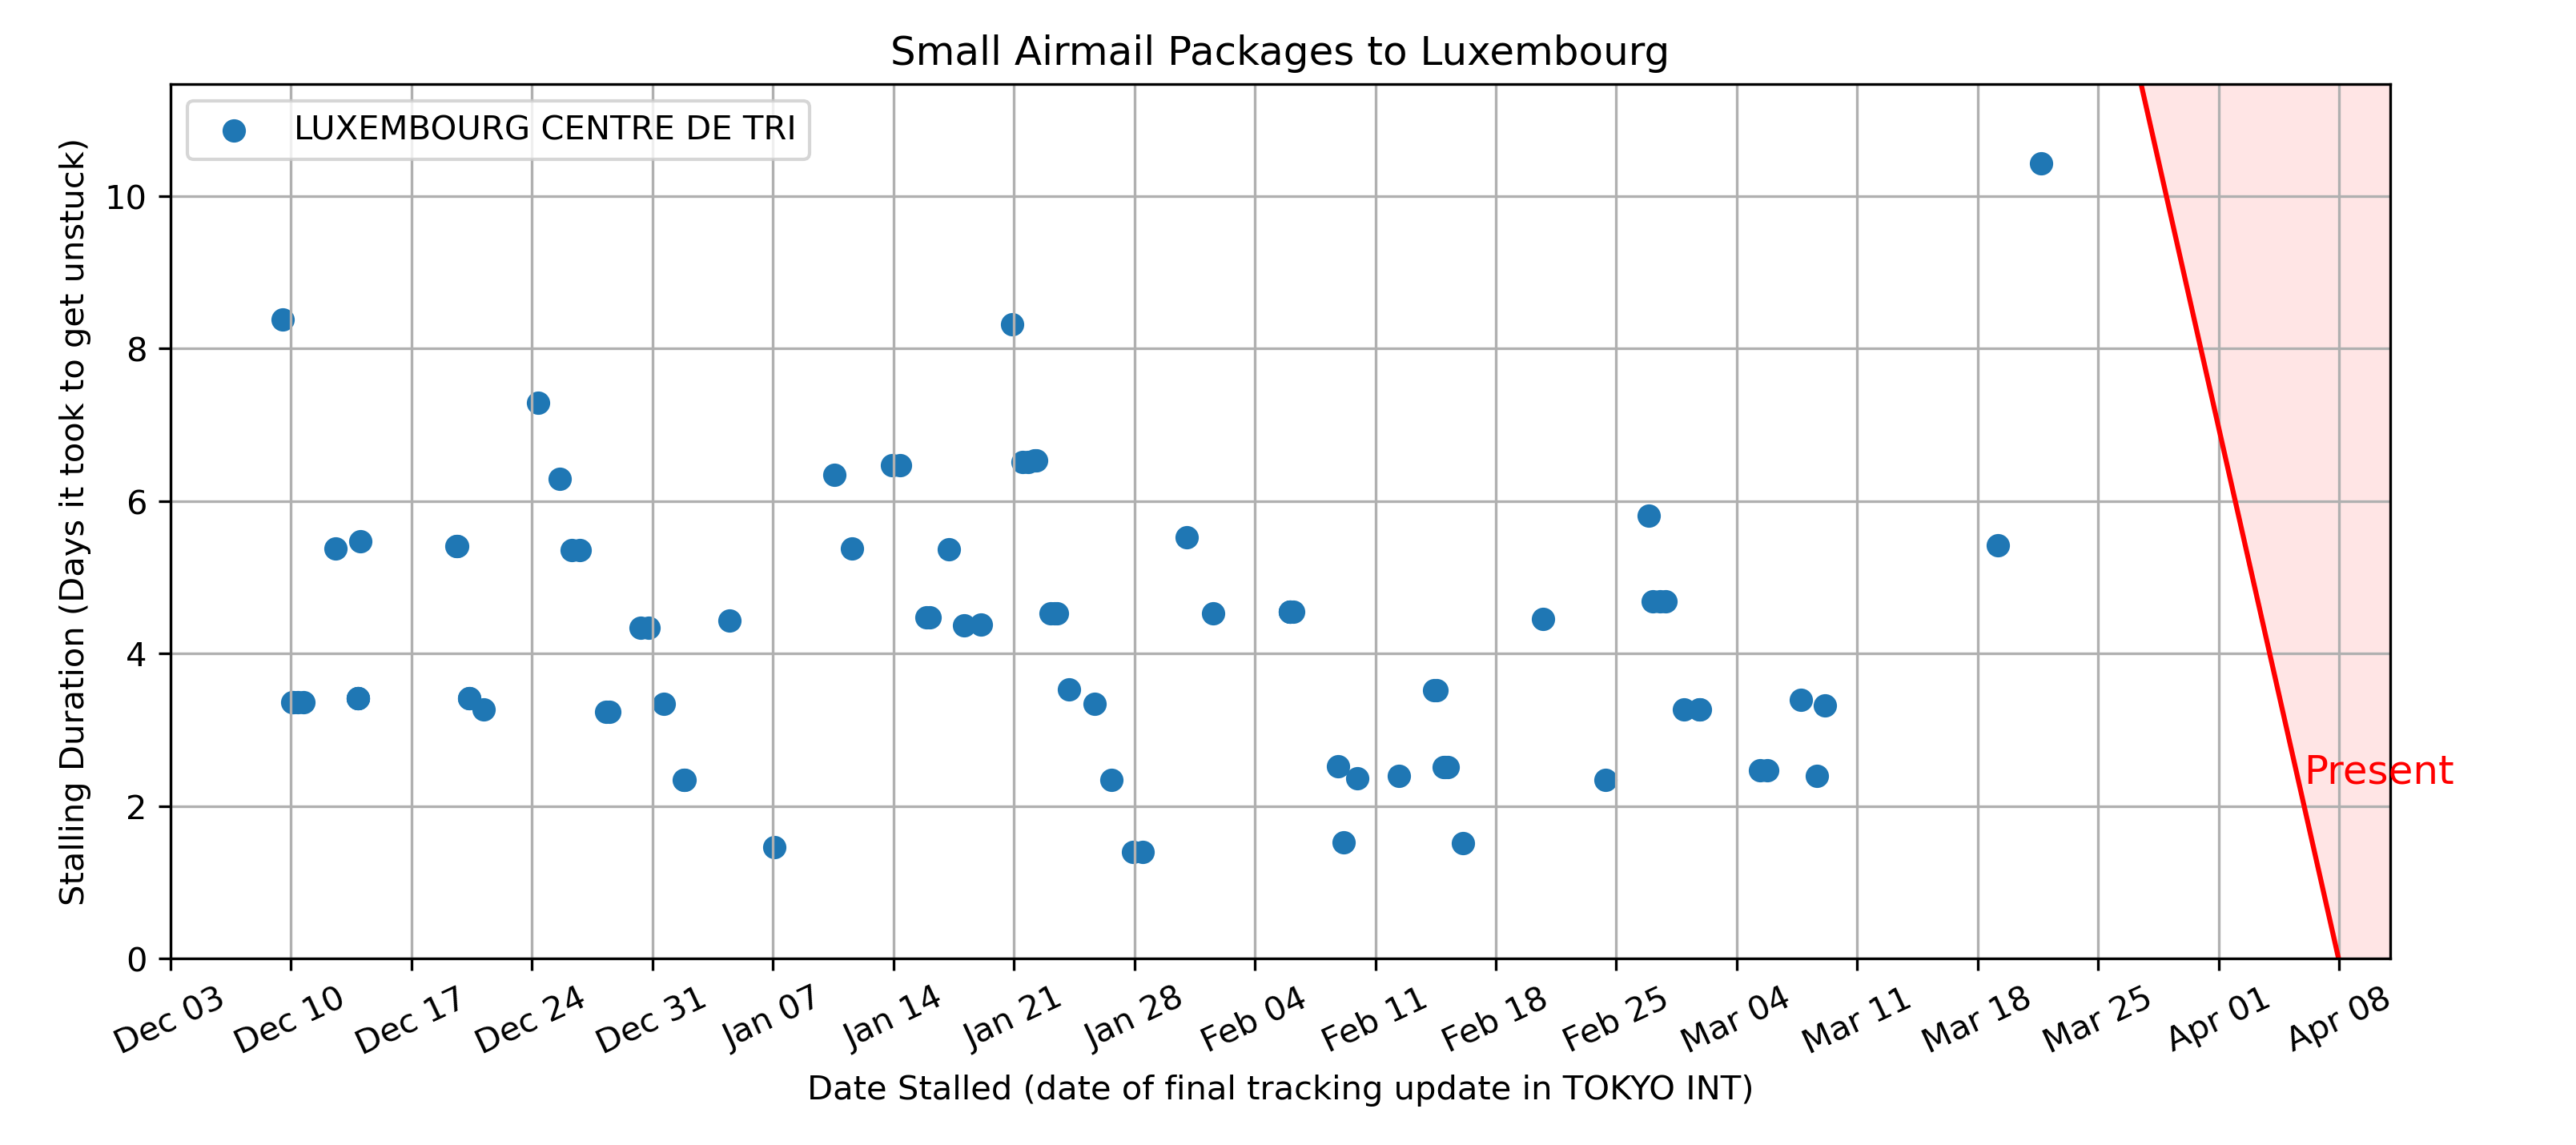 Small Airmail Packages to Luxembourg
LUXEMBOURG CENTRE DE TRI
Stalling Duration (Days it took to get unstuck)
10
8
6
4
2
0
Present
Dec 03
Dec 10
Dec 17
Dec 24
Dec 31
Jan 07
Jan 14
Jan 21
Jan 28
Feb 04
Feb 11
Feb 18
Feb 25
Mar 04
Mar 11
Mar 18
Mar 25
Apr 01
Apr 08
Date Stalled (date of final tracking update in TOKYO INT)